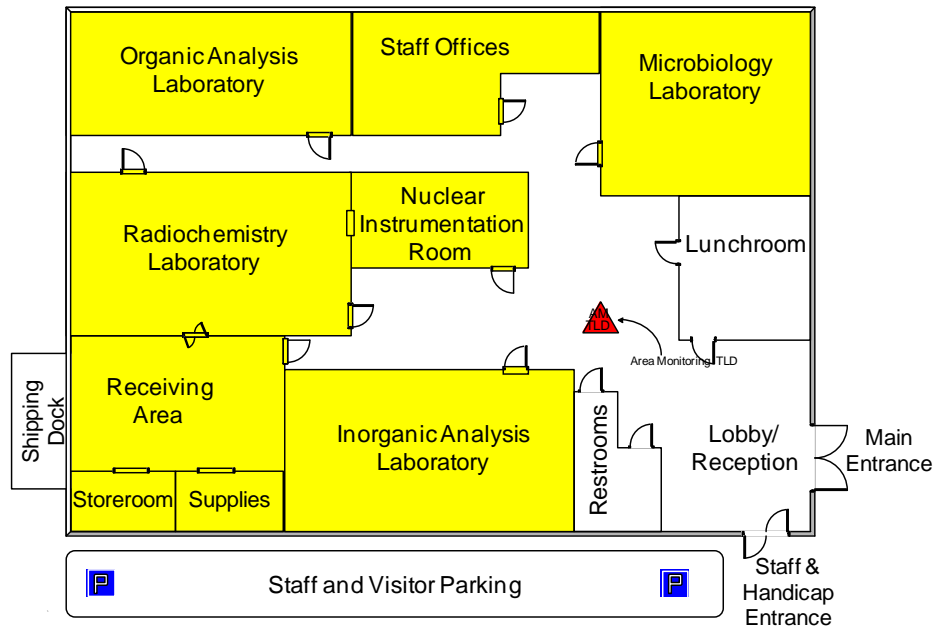 Organic Analysis
Laboratory
Staff Offices
Microbiology
Laboratory
Radiochemistry
Laboratory
Nuclear
Instrumentation
Room
Lunchroom
AM
TLD
Area Monitoring TLD
Shipping
Dock
Receiving
Area
Inorganic Analysis
Laboratory
Restrooms
Lobby/
Reception
Main
Entrance
Storeroom
Supplies
P
Staff and Visitor Parking
P
Staff &
Handicap
Entrance